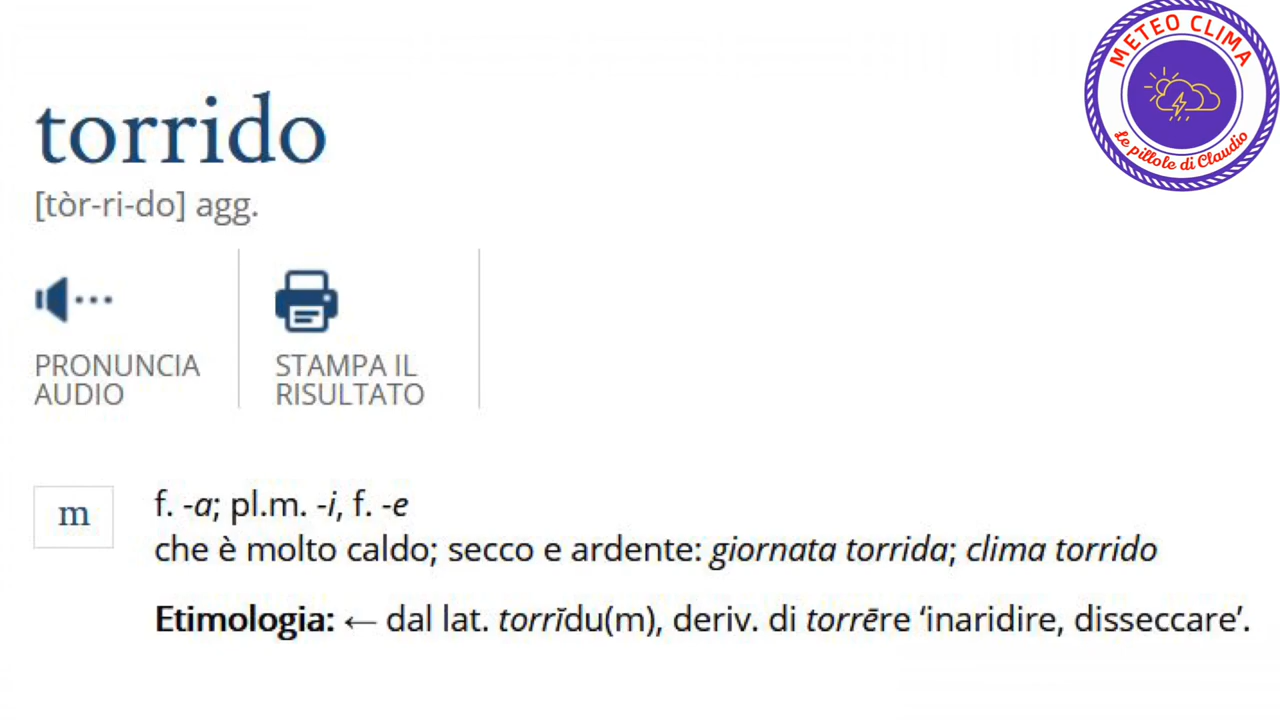 METEO CLIMA
Le pillole di Claudio
torrido
[tòr-ri-do] agg.
PRONUNCIA
AUDIO
STAMPA IL
RISULTATO
m
f. -a; pl.m. -i, f. -e
che è molto caldo; secco e ardente: giornata torrida; clima torrido
Etimologia: ← dal lat. torrĭdu(m), deriv. di torrēre ‘inaridire, disseccare’.